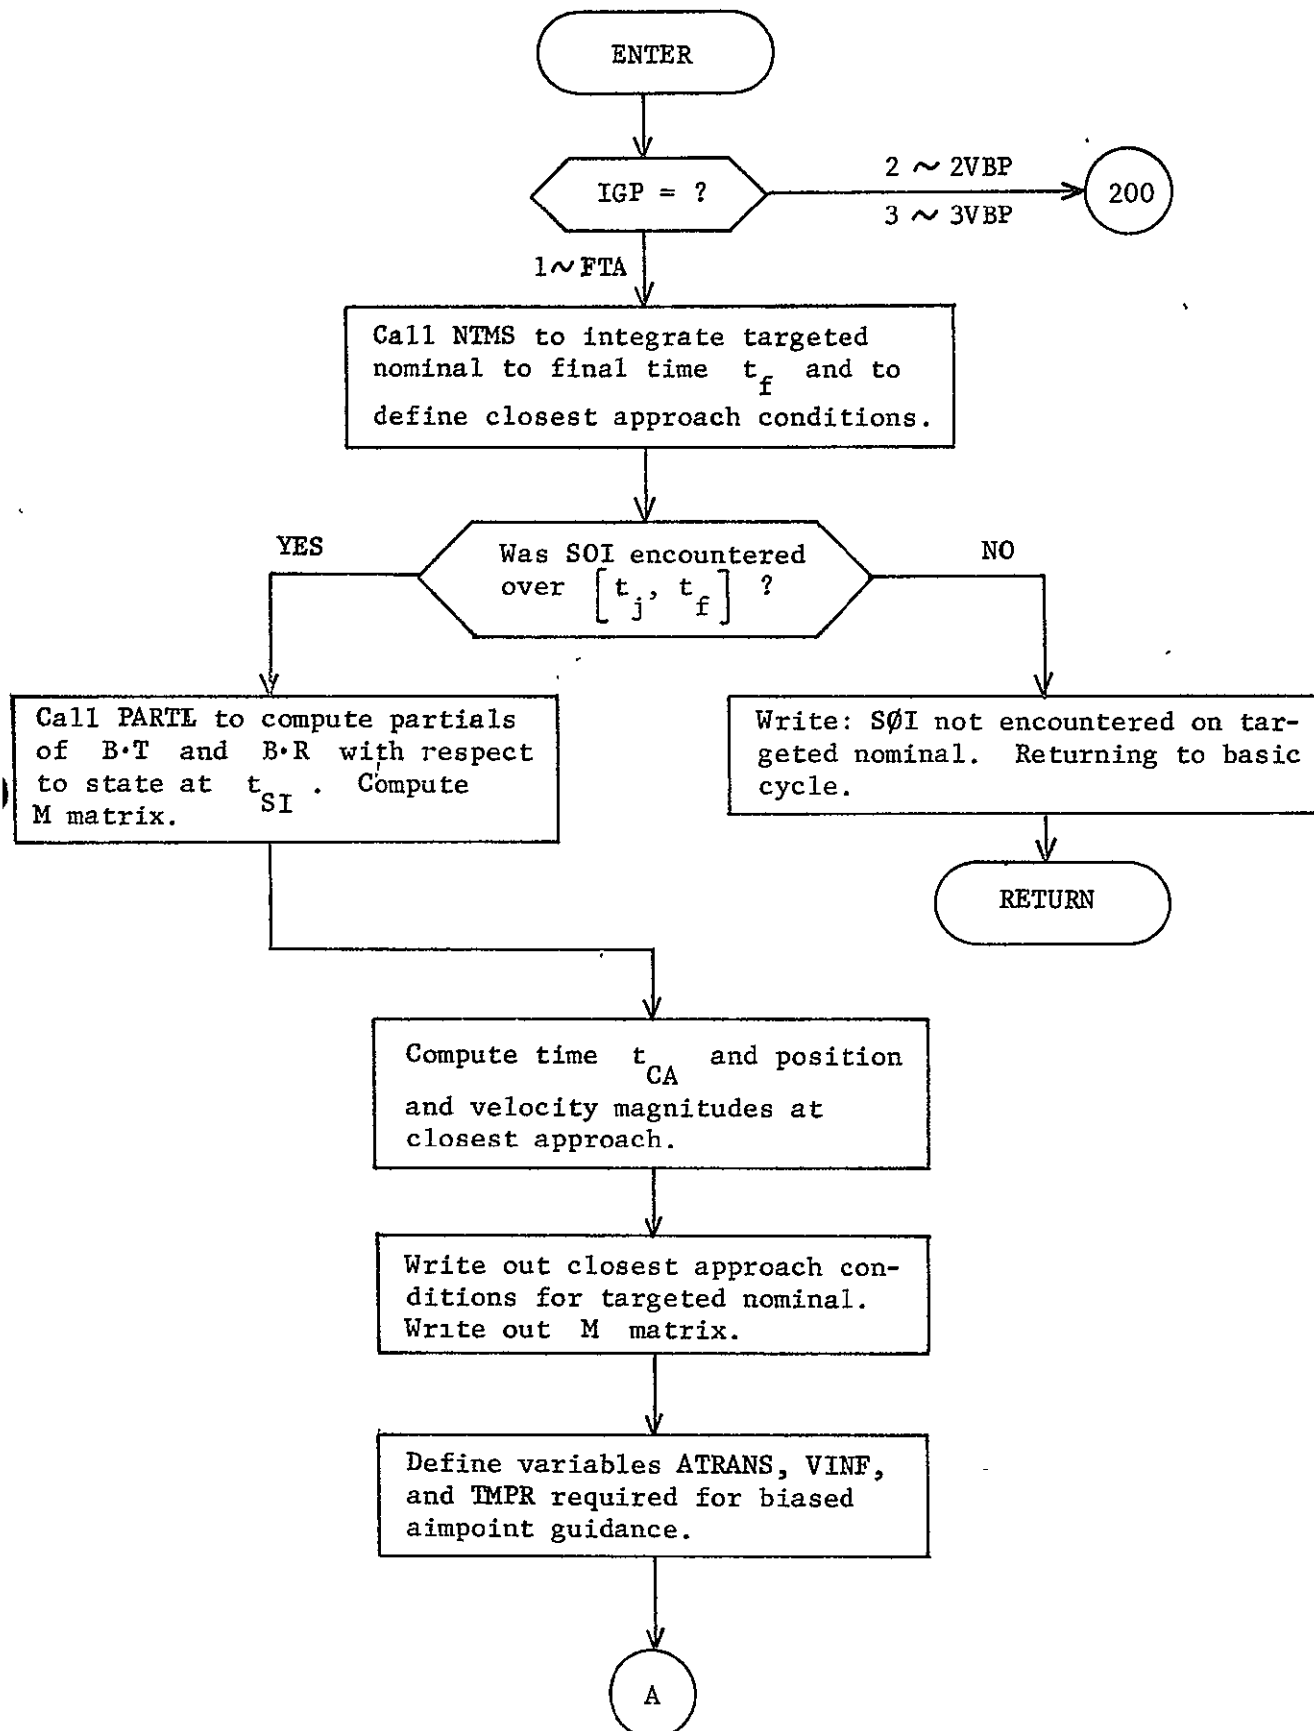 ENTER
IGP = ?
2 ~ 2VBP
3 ~ 3VBP
200
1~FTA
Call NTMS to integrate targeted
nominal to final time t_f and to
define closest approach conditions.
YES
Was SOI encountered
over [t_j, t_f] ?
NO
Call PARTL to compute partials
of B·T and B·R with respect
to state at t_SI . Compute
M matrix.
Write: SØI not encountered on tar-
geted nominal. Returning to basic
cycle.
RETURN
Compute time t_CA and position
and velocity magnitudes at
closest approach.
Write out closest approach con-
ditions for targeted nominal.
Write out M matrix.
Define variables ATRANS, VINF,
and TMPR required for biased
aimpoint guidance.
A